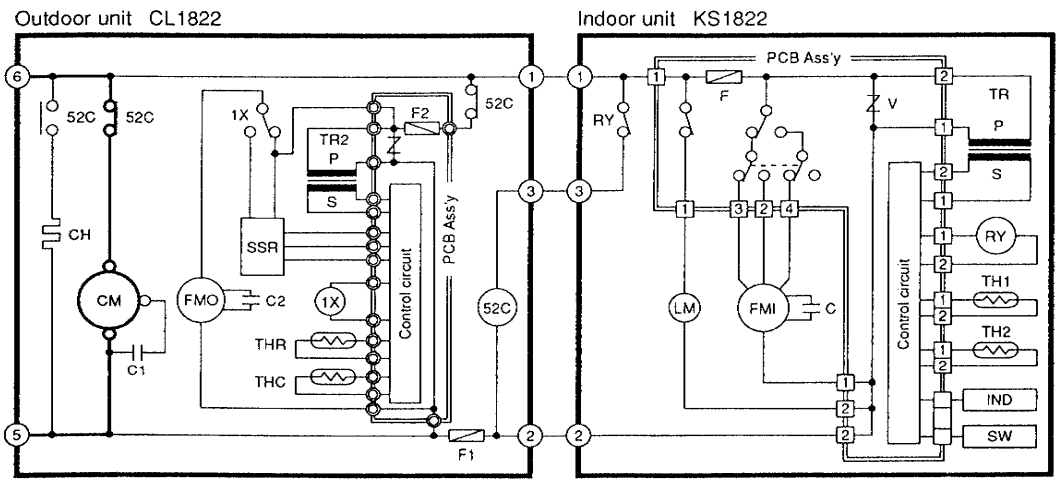 Outdoor unit CL1822
Indoor unit KS1822
6
1
1
PCB Ass'y
1
2
52C
52C
1X
F2
52C
RY
F
V
TR
TR2
P
1
P
3
3
S
2
S
1
CH
SSR
PCB Ass'y
1
3
2
4
1
RY
2
CM
FMO
C2
1X
Control circuit
52C
LM
FMI
C
Control circuit
TH1
1
2
C1
THR
TH2
1
2
THC
1
2
IND
5
F1
2
2
2
SW